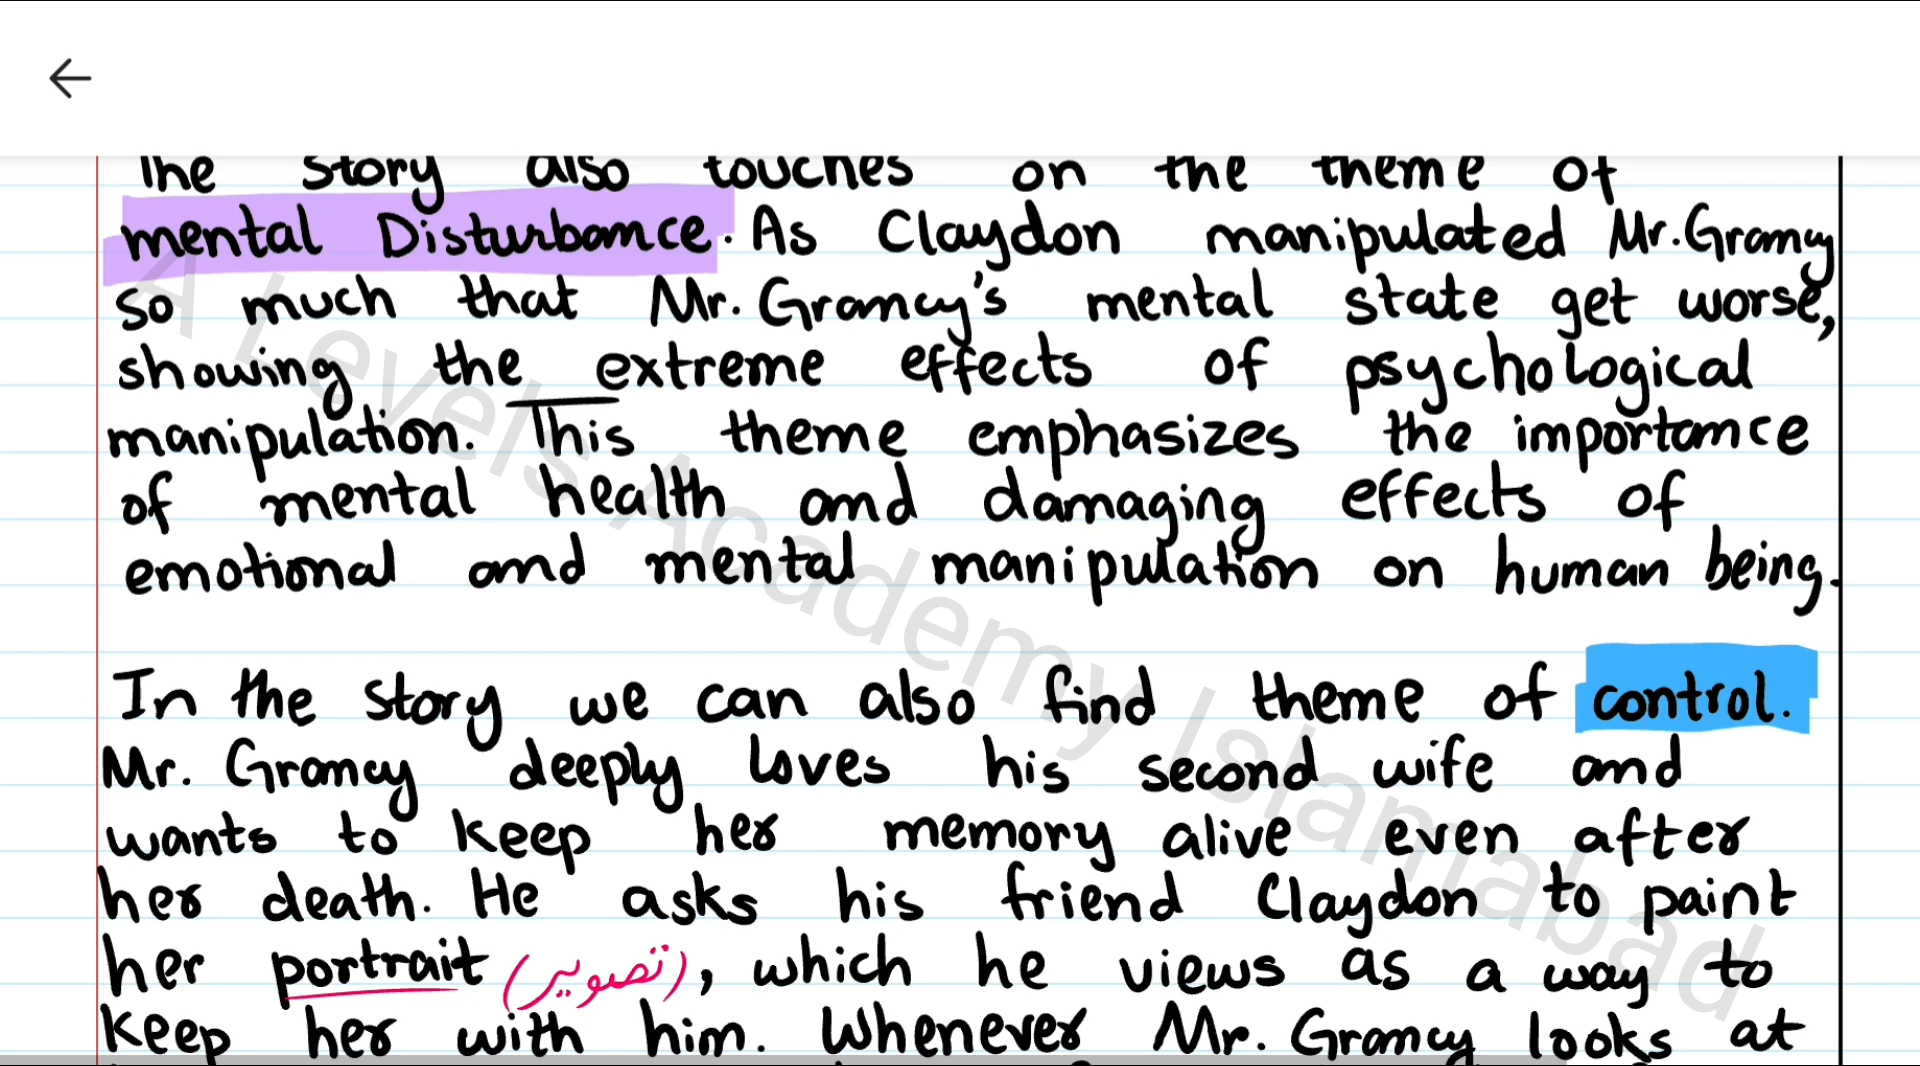 The story also touches on the theme of
mental Disturbance. As Claydon manipulated Mr. Grancy
so much that Mr. Grancy's mental state get worse,
showing the extreme effects of psychological
manipulation. This theme emphasizes the importance
of mental health and damaging effects of
emotional and mental manipulation on human being.
In the story we can also find theme of control.
Mr. Grancy deeply loves his second wife and
wants to keep her memory alive even after
her death. He asks his friend Claydon to paint
her portrait (تصویر), which he views as a way to
keep her with him. Whenever Mr. Grancy looks at
A Levels Academy Islamabad